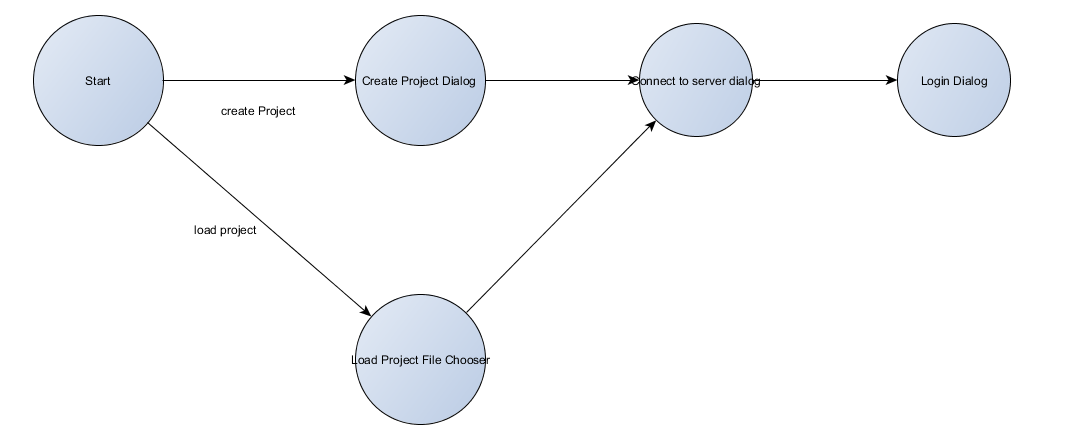 Start
Create Project Dialog
Connect to server dialog
Login Dialog
create Project
load project
Load Project File Chooser